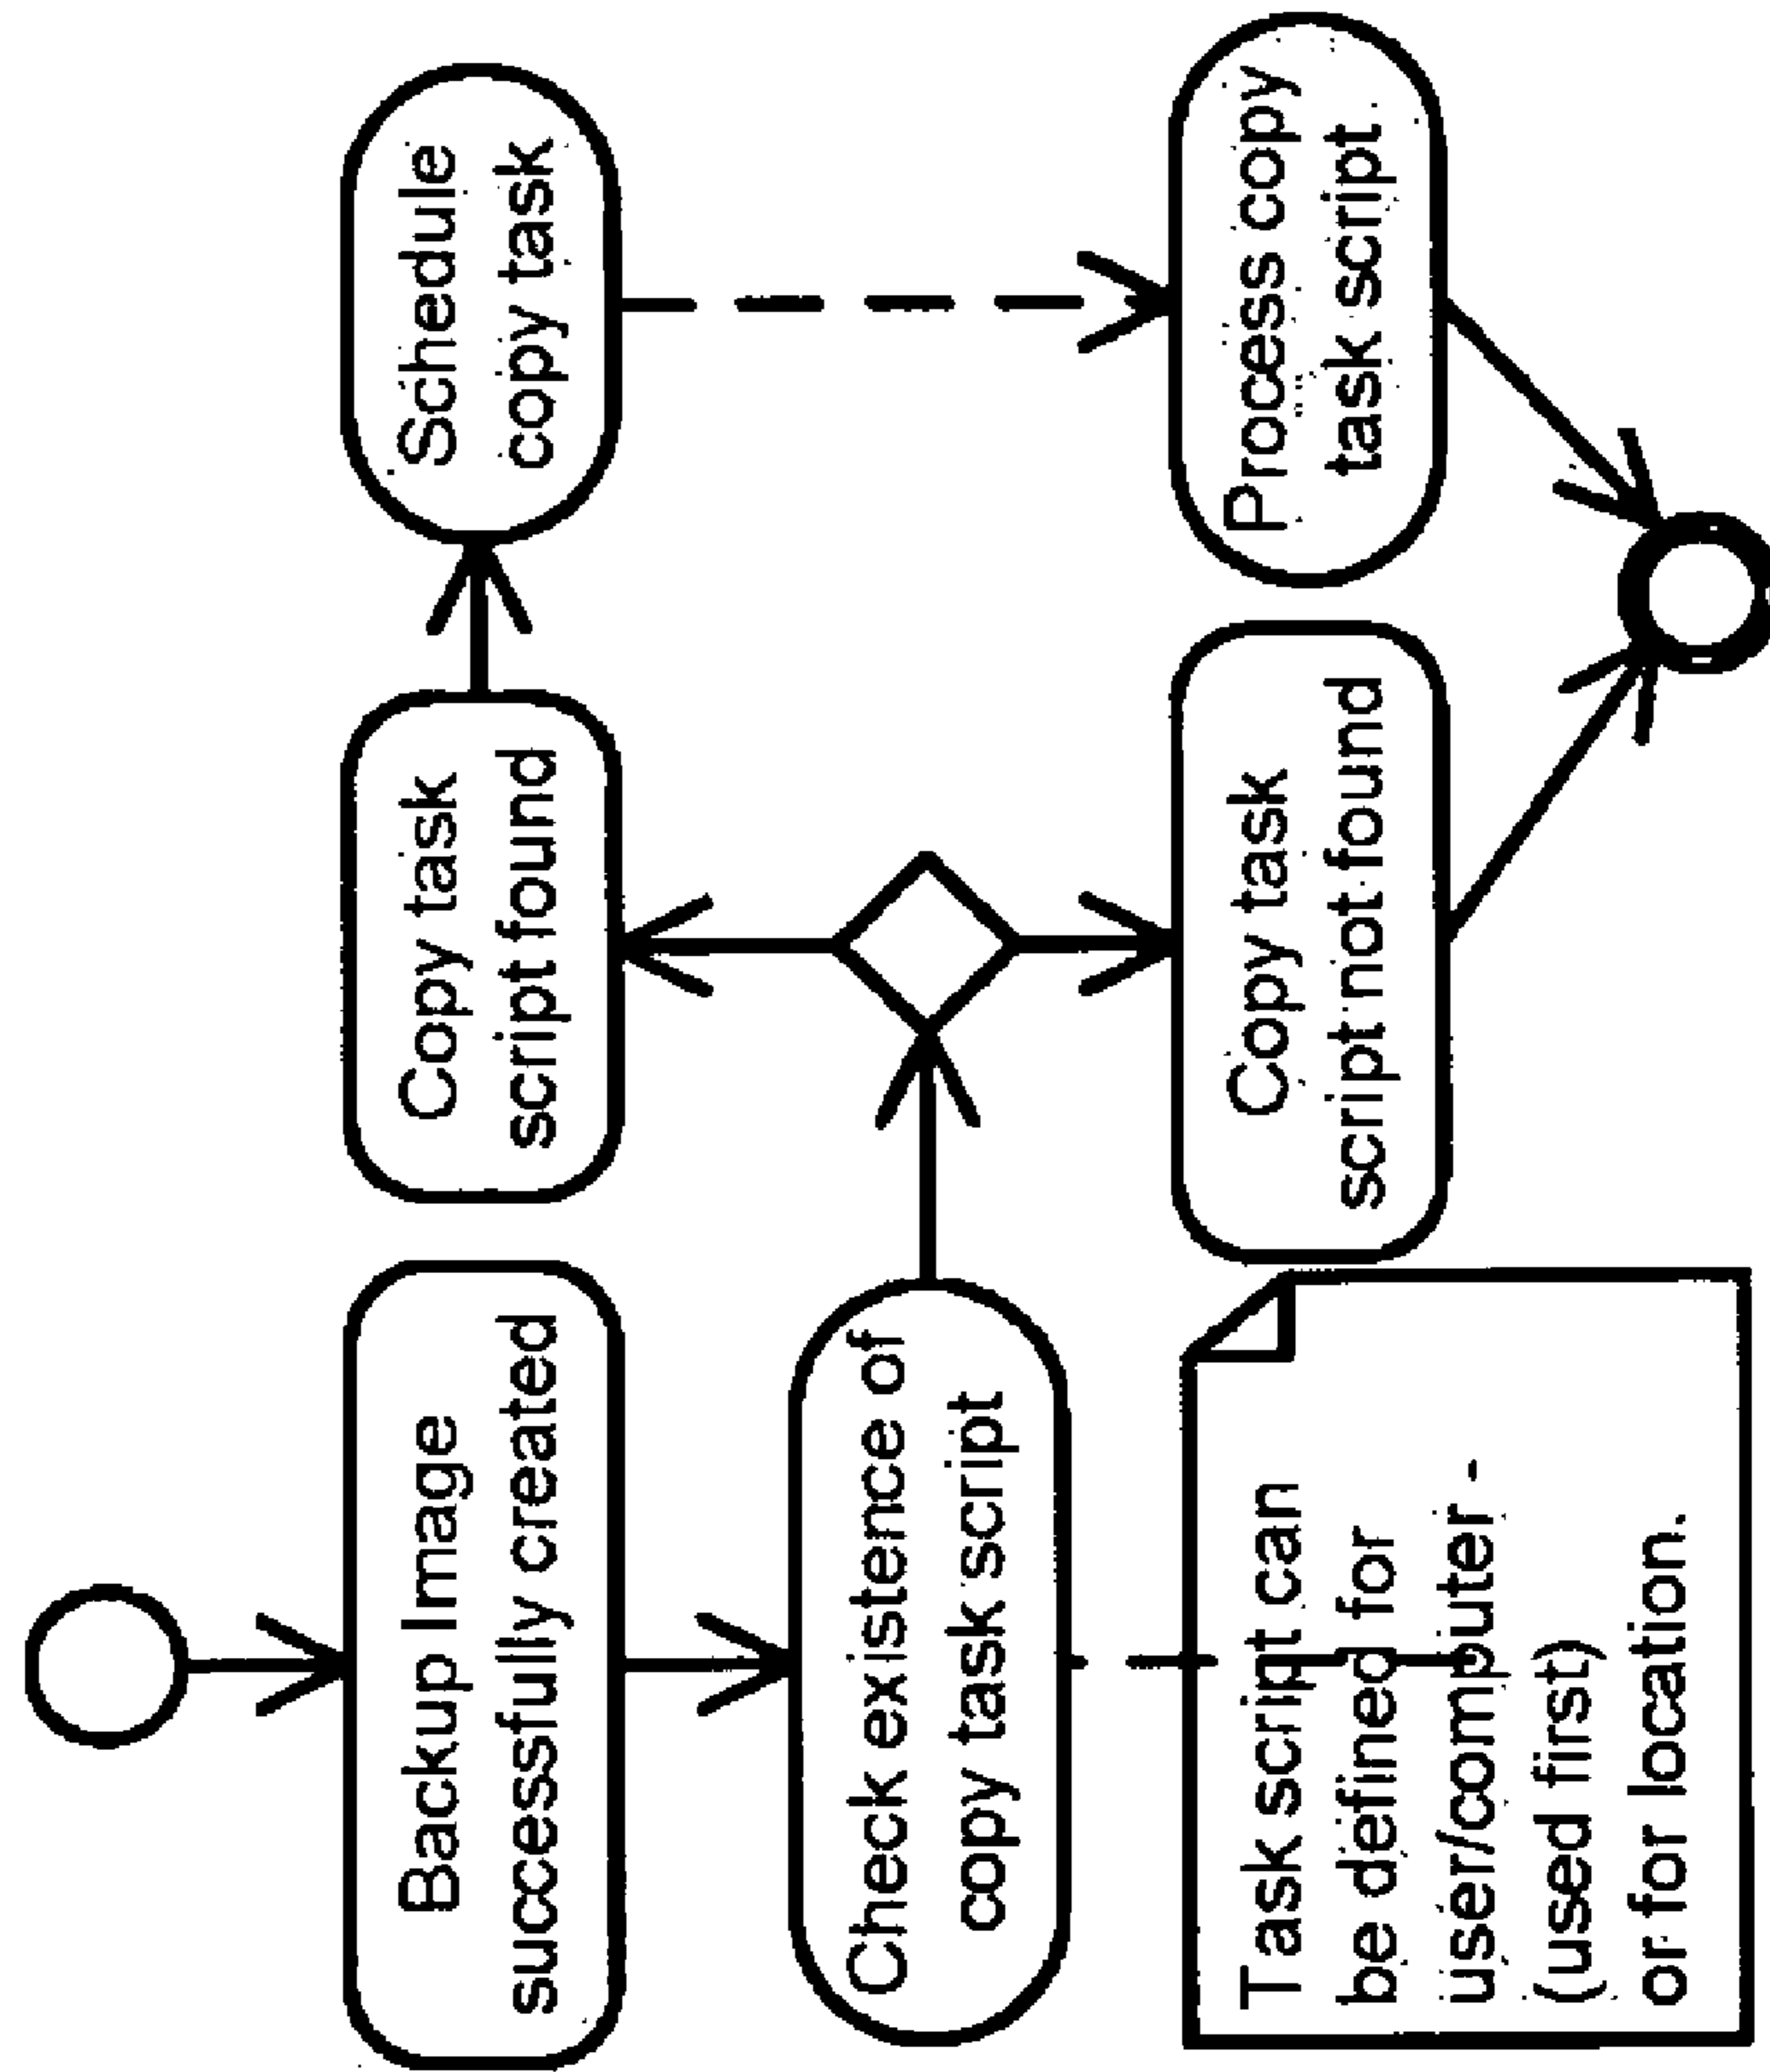 Backup Image
successfully created
Check existence of
copy task script
Task script can
be defined for
user/computer -
(used first)
or for location.
Copy task
script found
Copy task
script not found
Schedule
copy task
Process copy
task script